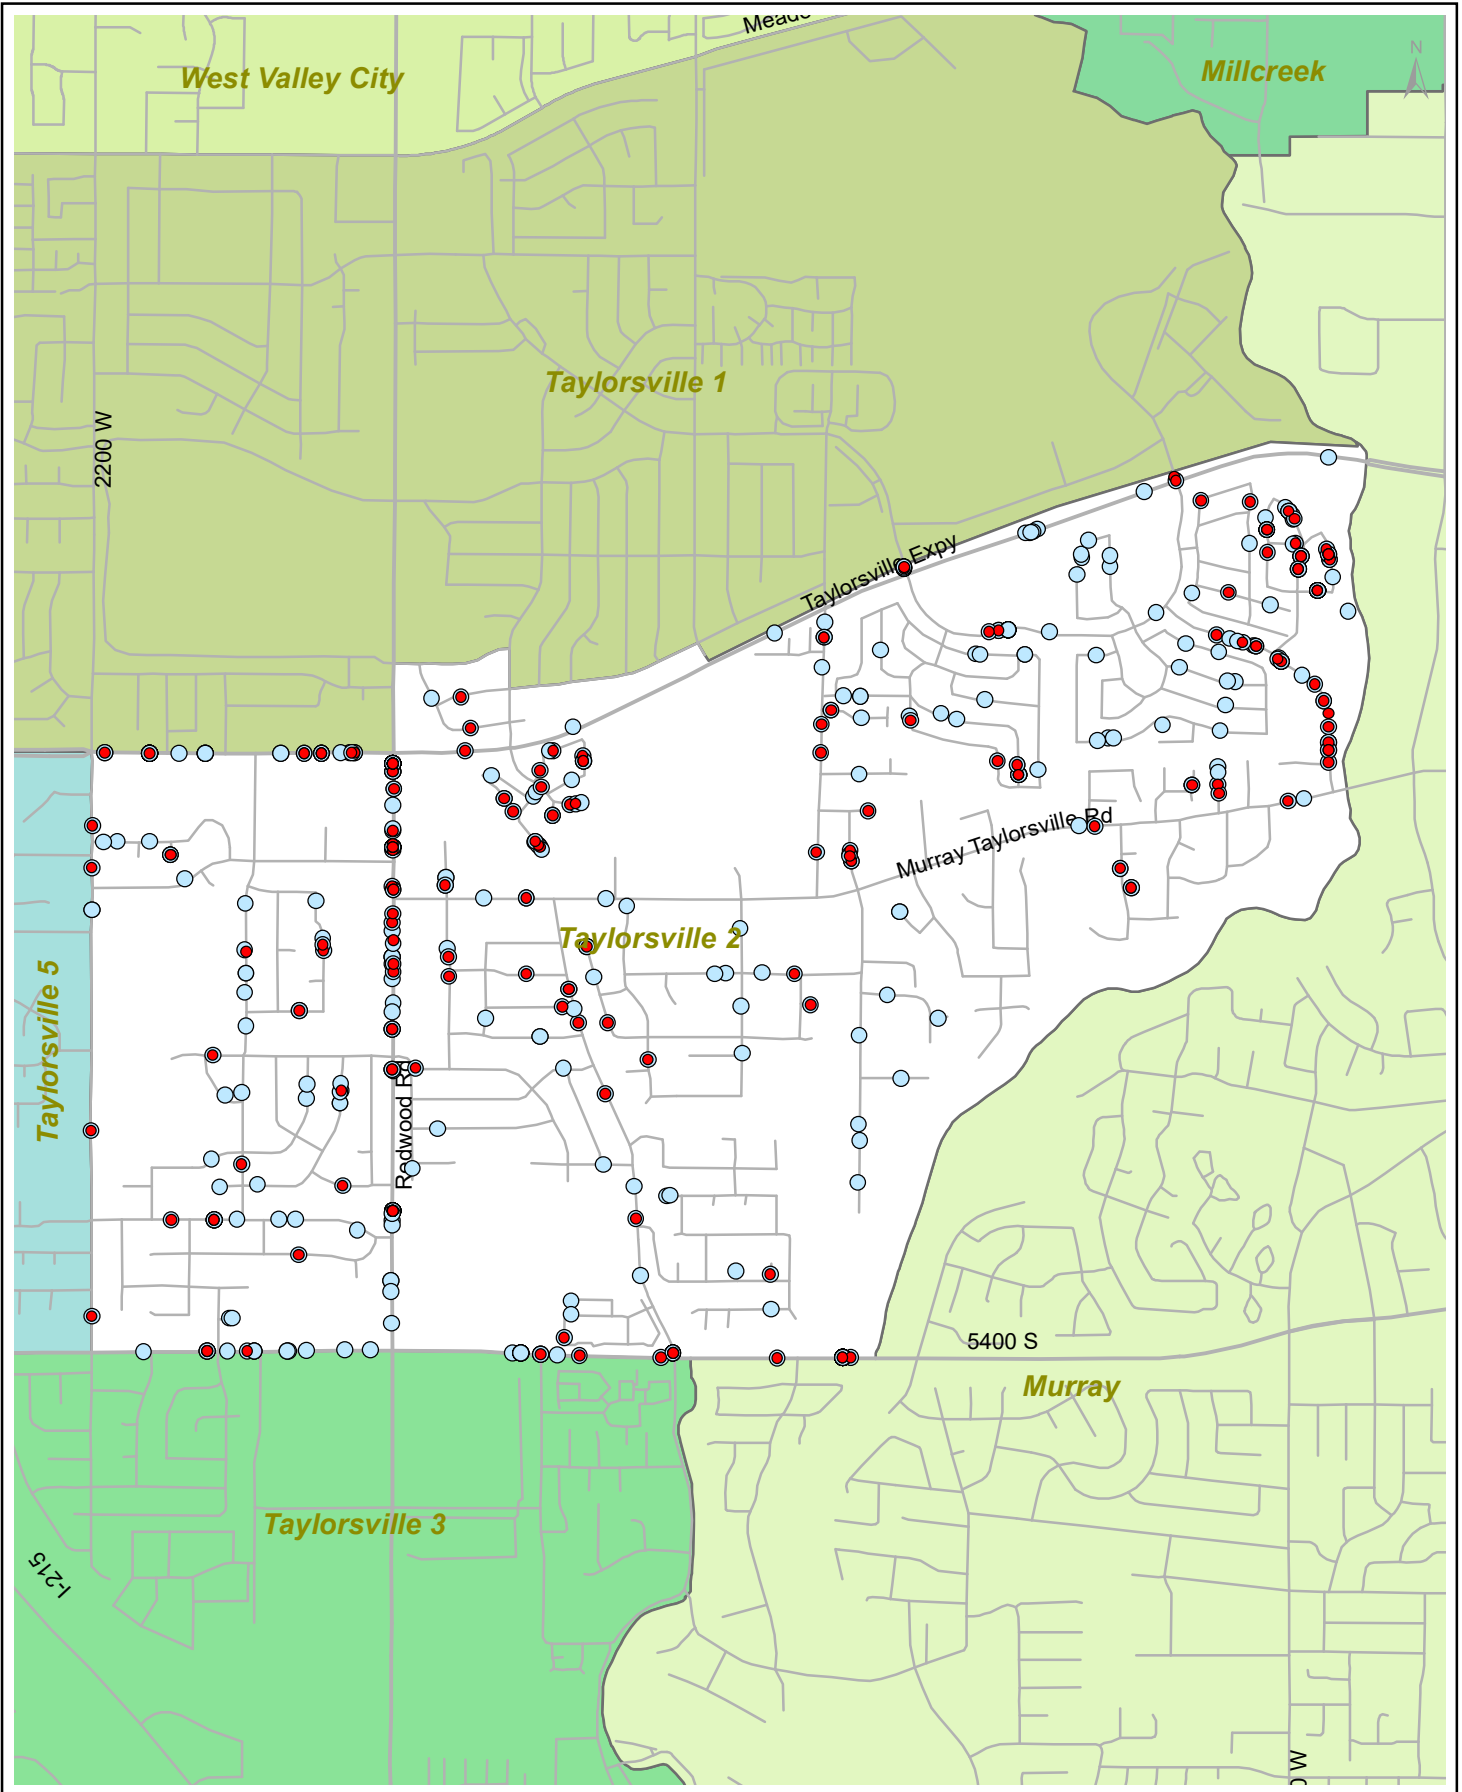 Meado
West Valley City
Millcreek
N
Taylorsville 1
2200 W
Taylorsville Expy
Murray Taylorsville Rd
Taylorsville 2
Taylorsville 5
Redwood Rd
5400 S
Murray
Taylorsville 3
I-215
W